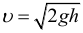 υ = √2gh